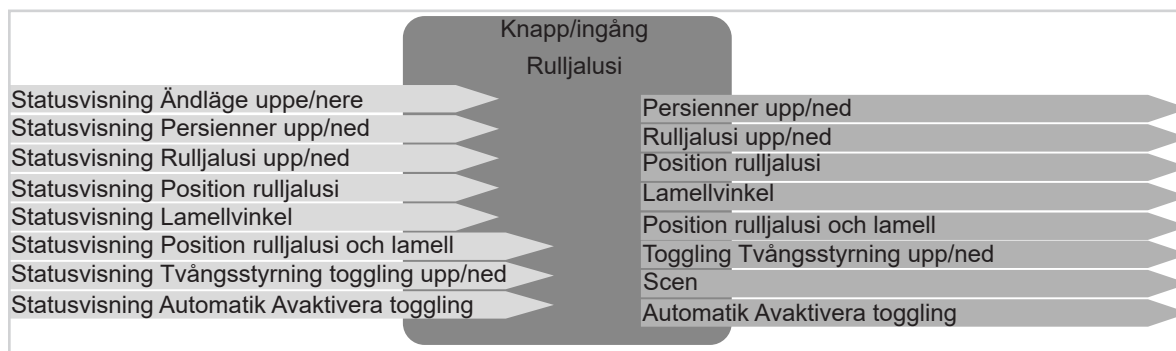 Knapp/ingång
Rulljalusi
Statusvisning Ändläge uppe/nere
Statusvisning Persienner upp/ned
Statusvisning Rulljalusi upp/ned
Statusvisning Position rulljalusi
Statusvisning Lamellvinkel
Statusvisning Position rulljalusi och lamell
Statusvisning Tvångsstyrning toggling upp/ned
Statusvisning Automatik Avaktivera toggling
Persienner upp/ned
Rulljalusi upp/ned
Position rulljalusi
Lamellvinkel
Position rulljalusi och lamell
Toggling Tvångsstyrning upp/ned
Scen
Automatik Avaktivera toggling